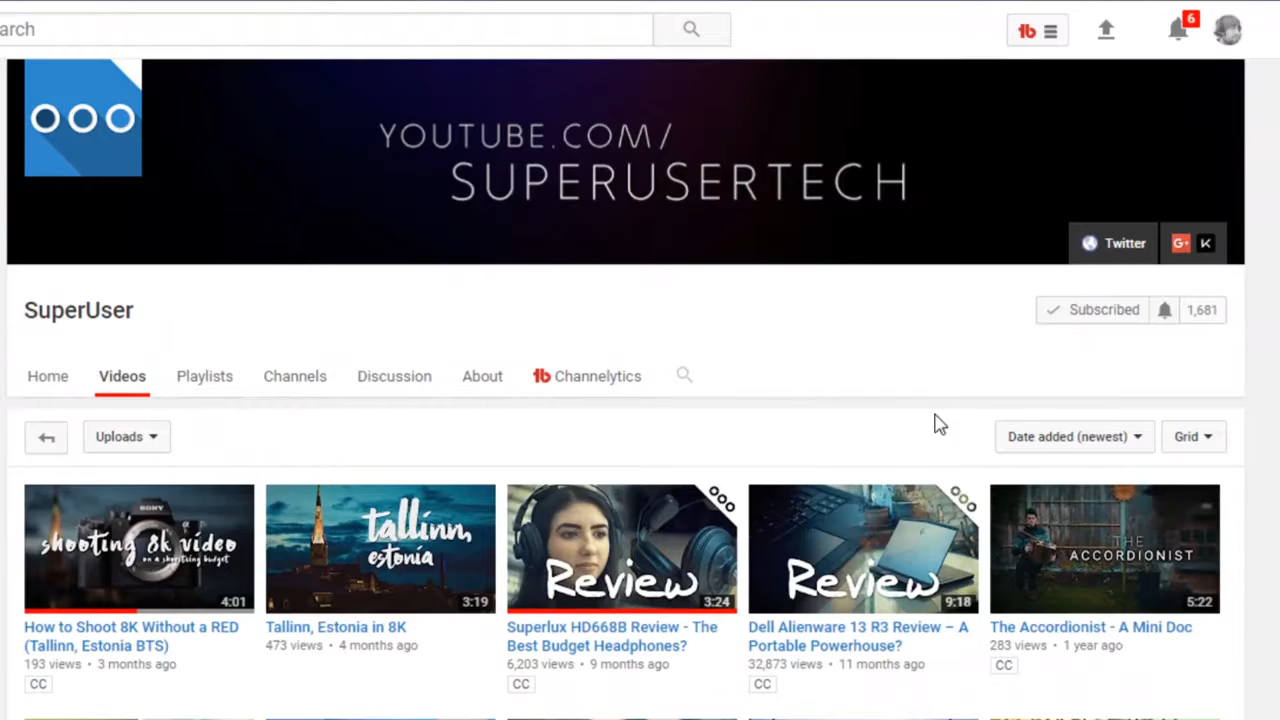 arch
6
YOUTUBE.COM/
SUPERUSERTECH
Twitter
G+
K
SuperUser
Subscribed
1,681
Home
Videos
Playlists
Channels
Discussion
About
Channelytics
Uploads
Date added (newest)
Grid
SONY
shooting 8k video
on a shoestring budget
4:01
tallinn,
estonia
3:19
Review
3:24
Review
9:18
THE
ACCORDIONIST
5:22
How to Shoot 8K Without a RED
(Tallinn, Estonia BTS)
193 views • 3 months ago
CC
Tallinn, Estonia in 8K
473 views • 4 months ago
Superlux HD668B Review - The
Best Budget Headphones?
6,203 views • 9 months ago
CC
Dell Alienware 13 R3 Review – A
Portable Powerhouse?
32,873 views • 11 months ago
CC
The Accordionist - A Mini Doc
283 views • 1 year ago
CC